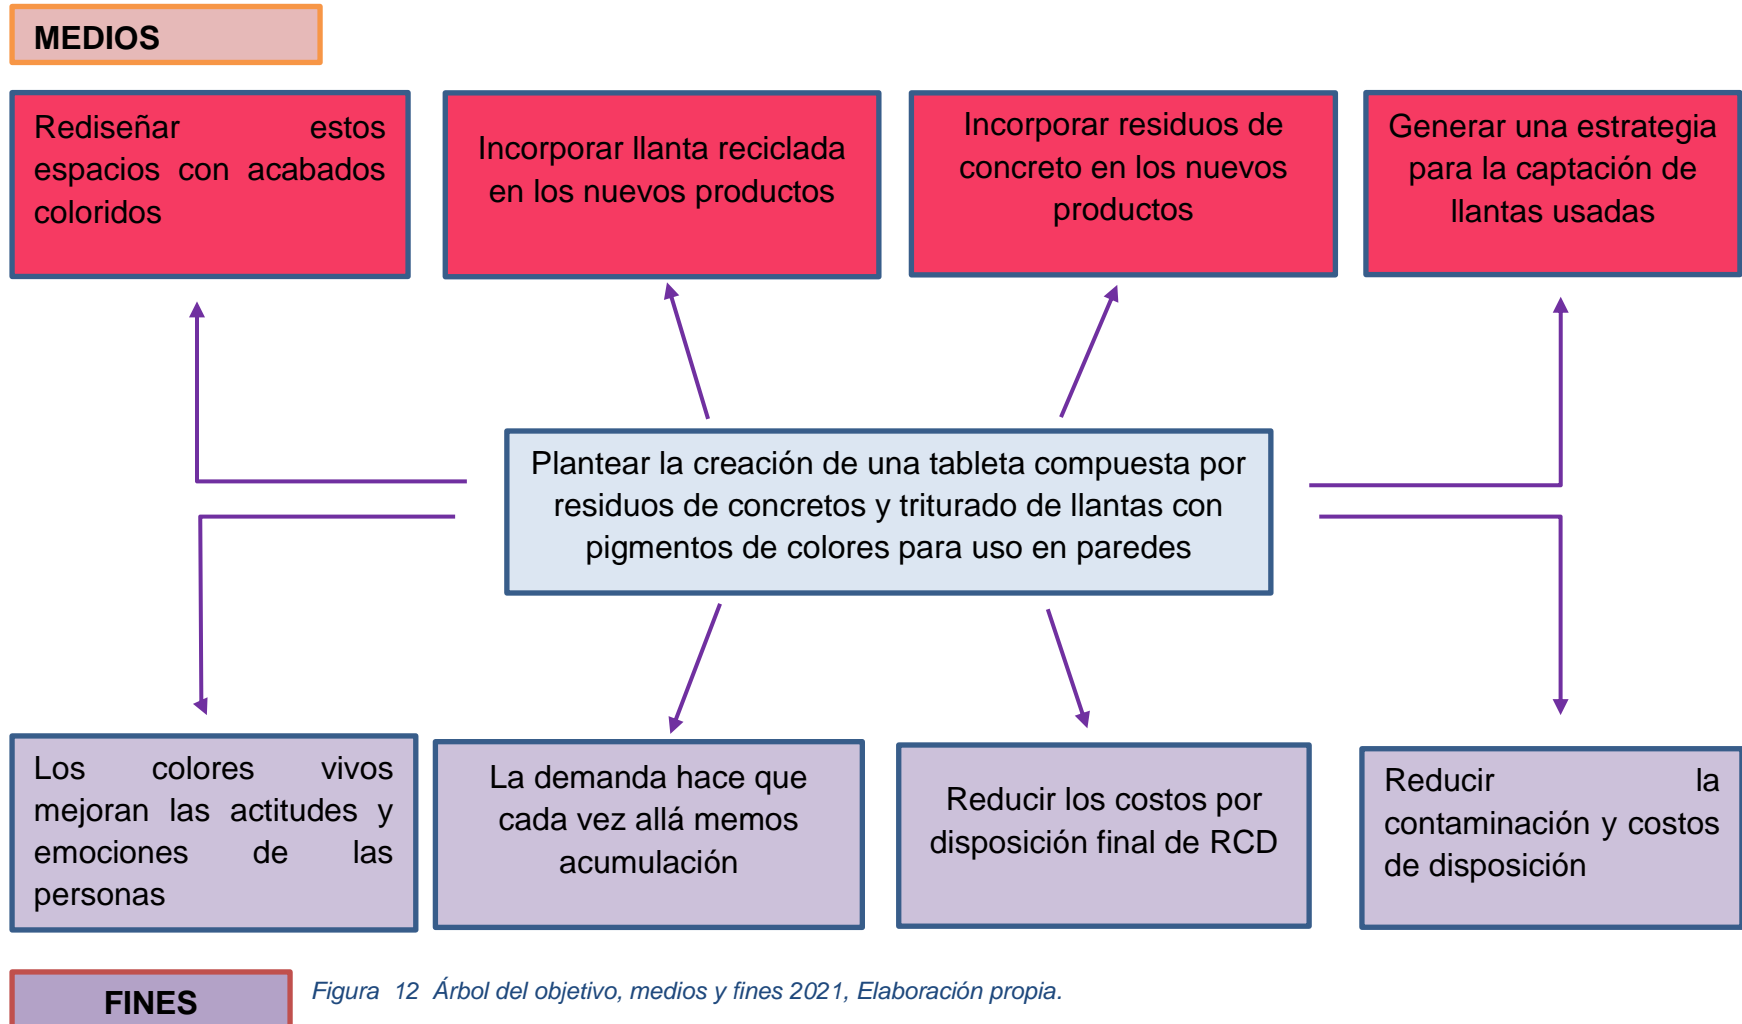 MEDIOS
Rediseñar estos
espacios con acabados
coloridos
Incorporar llanta reciclada
en los nuevos productos
Incorporar residuos de
concreto en los nuevos
productos
Generar una estrategia
para la captación de
llantas usadas
Plantear la creación de una tableta compuesta por
residuos de concretos y triturado de llantas con
pigmentos de colores para uso en paredes
Los colores vivos
mejoran las actitudes y
emociones de las
personas
La demanda hace que
cada vez allá memos
acumulación
Reducir los costos por
disposición final de RCD
Reducir la
contaminación y costos
de disposición
FINES
Figura 12 Árbol del objetivo, medios y fines 2021, Elaboración propia.